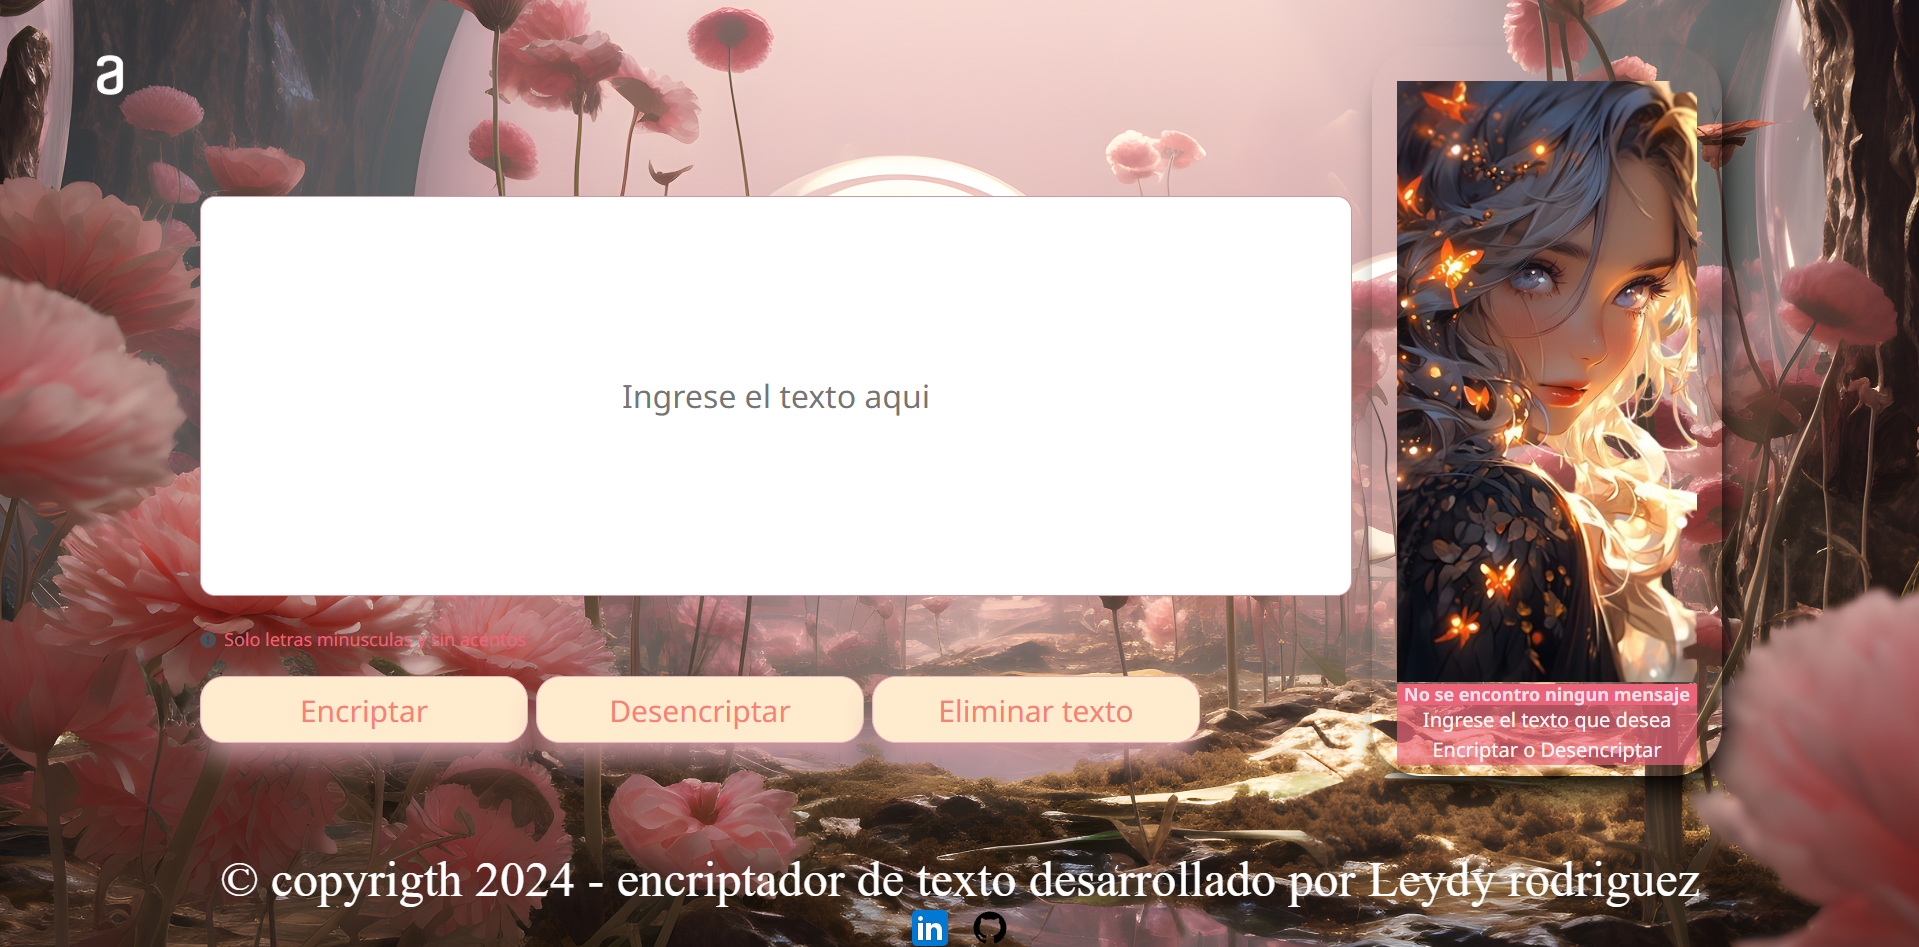 a
Ingrese el texto aqui
Solo letras minusculas y sin acentos
Encriptar
Desencriptar
Eliminar texto
No se encontro ningun mensaje
Ingrese el texto que desea
Encriptar o Desencriptar
© copyrigth 2024 - encriptador de texto desarrollado por Leydy rodriguez
in